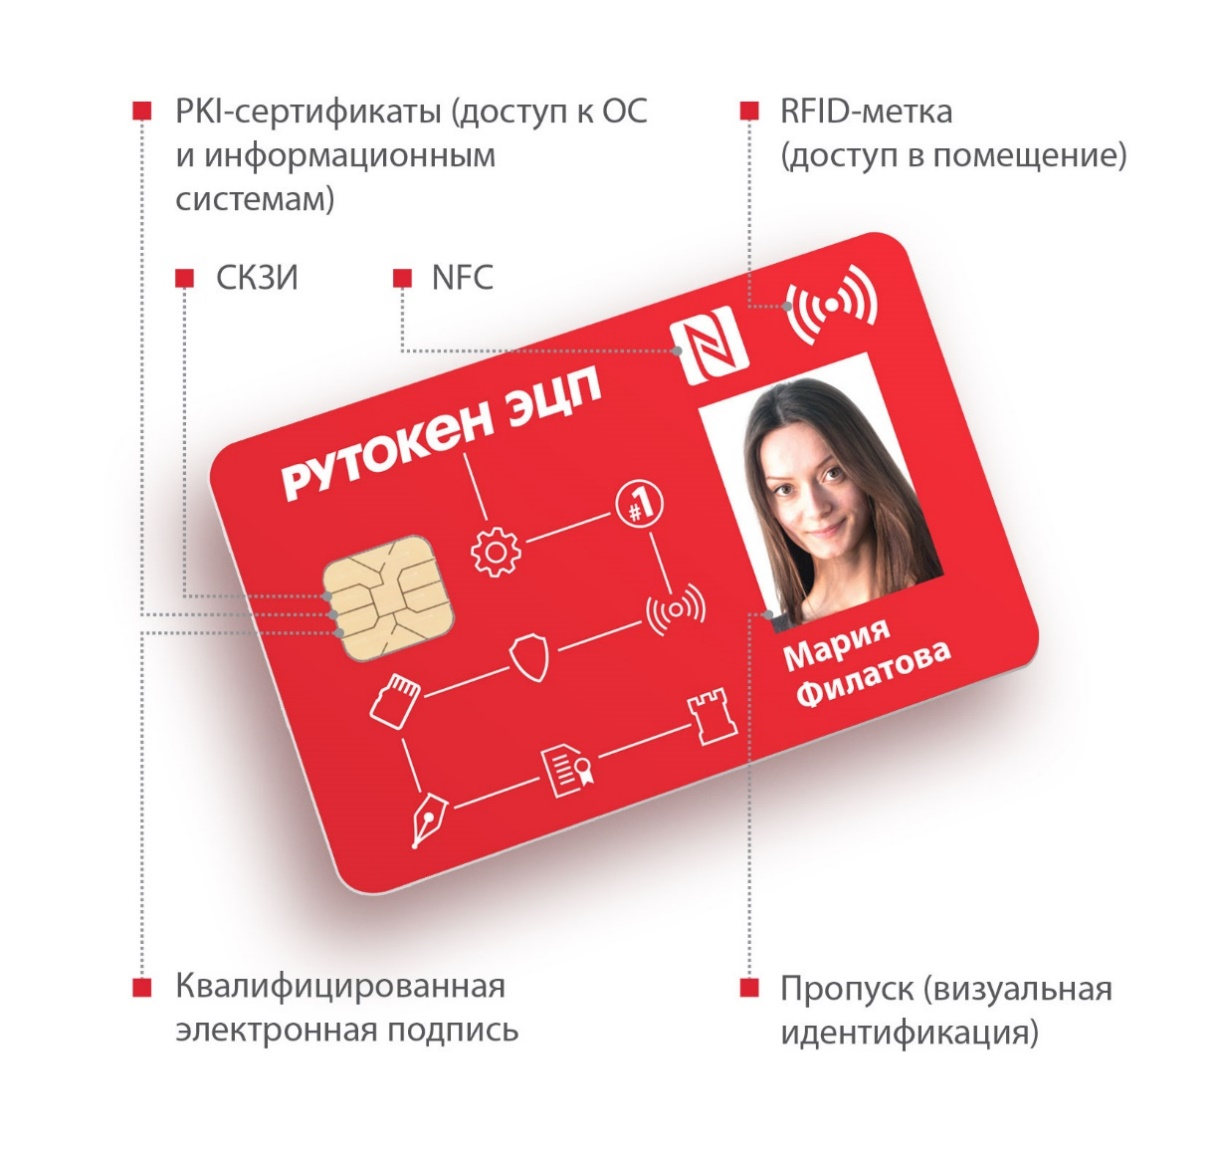 PKI-сертификаты (доступ к ОС
и информационным
системам)
RFID-метка
(доступ в помещение)
СКЗИ
NFC
РУТОКЕН ЭЦП
#1
Мария
Филатова
Квалифицированная
электронная подпись
Пропуск (визуальная
идентификация)